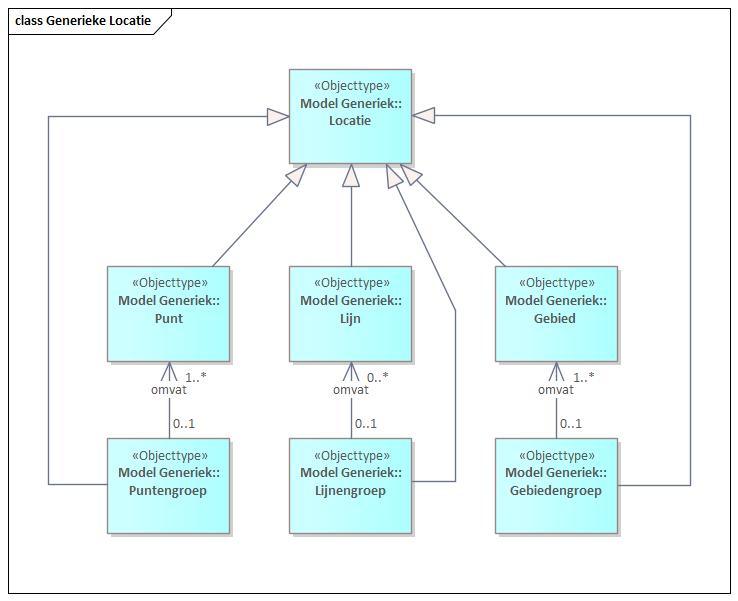 class Generieke Locatie
«Objecttype»
Model Generiek::
Locatie
«Objecttype»
Model Generiek::
Punt
«Objecttype»
Model Generiek::
Lijn
«Objecttype»
Model Generiek::
Gebied
1..*
omvat
0..1
0..*
omvat
0..1
1..*
omvat
0..1
«Objecttype»
Model Generiek::
Puntengroep
«Objecttype»
Model Generiek::
Lijnengroep
«Objecttype»
Model Generiek::
Gebiedengroep